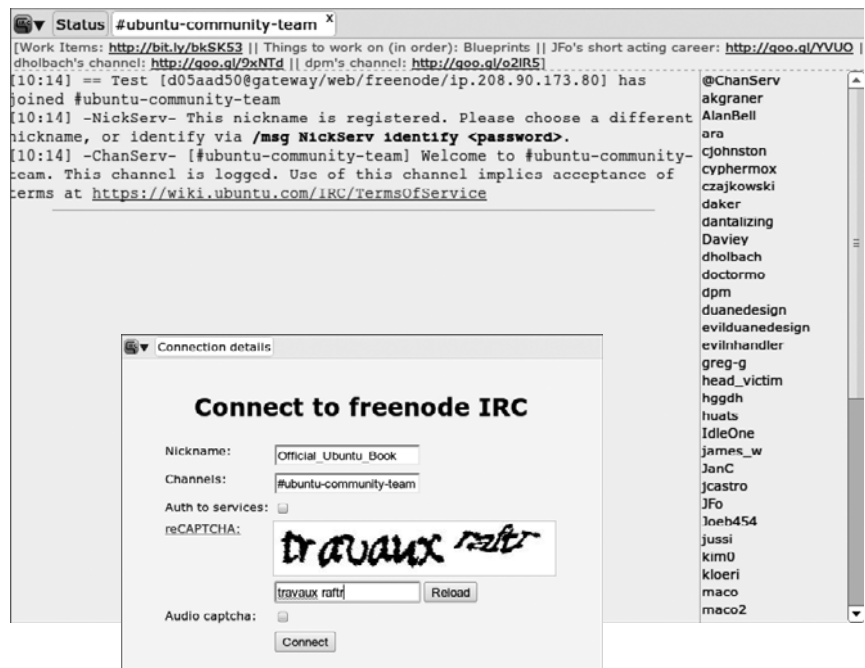 Status #ubuntu-community-team x
[Work Items: http://bit.ly/bkSK53 || Things to work on (in order): Blueprints || JFo's short acting career: http://goo.gl/YVUO |
dholbach's channel: http://goo.gl/9xNTd || dpm's channel: http://goo.gl/o2IR5]
[10:14] == Test [d05aad50@gateway/web/freenode/ip.208.90.173.80] has
joined #ubuntu-community-team
[10:14] -NickServ- This nickname is registered. Please choose a different
nickname, or identify via /msg NickServ identify <password>.
[10:14] -ChanServ- [#ubuntu-community-team] Welcome to #ubuntu-community-
team. This channel is logged. Use of this channel implies acceptance of
terms at https://wiki.ubuntu.com/IRC/TermsOfService
@ChanServ
akgraner
AlanBell
ara
cjohnston
cyphermox
czajkowski
daker
dantalizing
Daviey
dholbach
doctormo
dpm
duanedesign
evilduanedesign
evilnhandler
greg-g
head_victim
hggdh
huats
IdleOne
james_w
JanC
jcastro
JFo
Joeb454
jussi
kim0
kloeri
maco
maco2
Connection details
Connect to freenode IRC
Nickname: Official_Ubuntu_Book
Channels: #ubuntu-community-team
Auth to services:
reCAPTCHA: travaux raftr
travaux raftr Reload
Audio captcha:
Connect